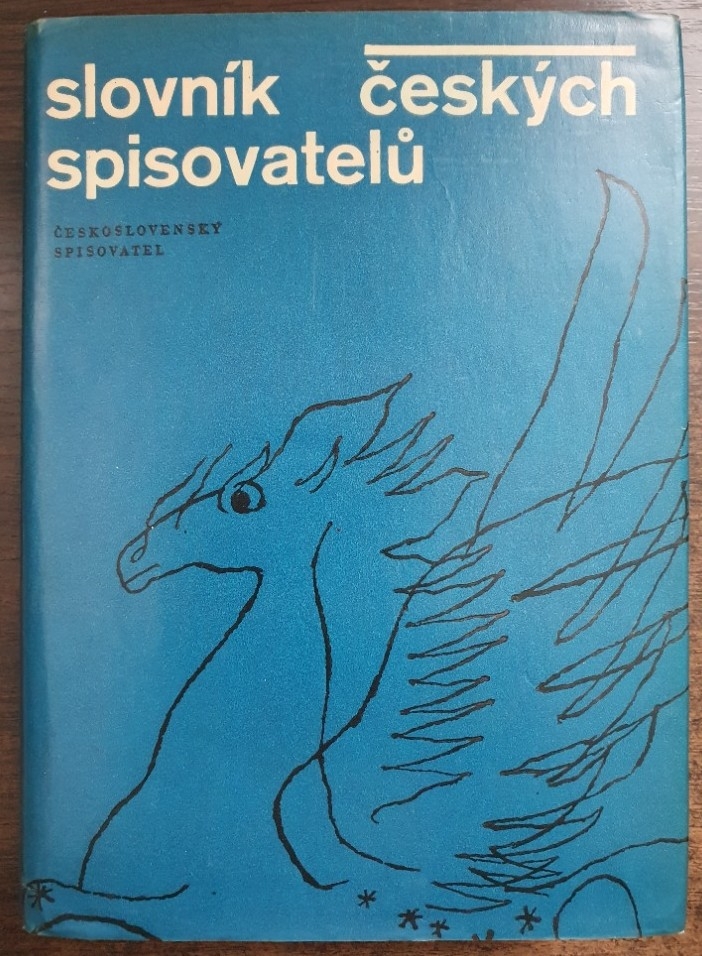 slovník českých
spisovatelů
ČESKOSLOVENSKÝ
SPISOVATEL